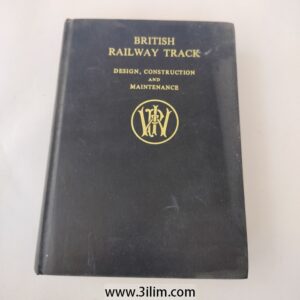 BRITISH
RAILWAY TRACK
DESIGN, CONSTRUCTION
AND
MAINTENANCE
www.3ilim.com